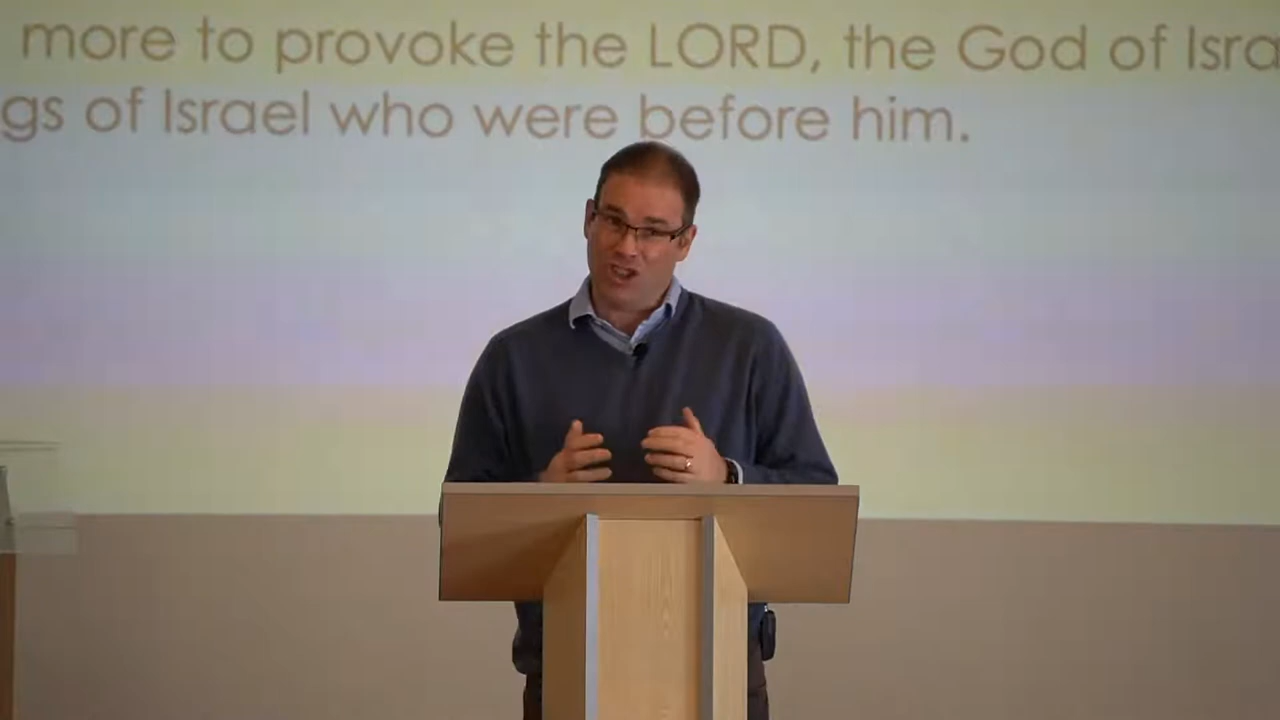 more to provoke the LORD, the God of Isra
gs of Israel who were before him.